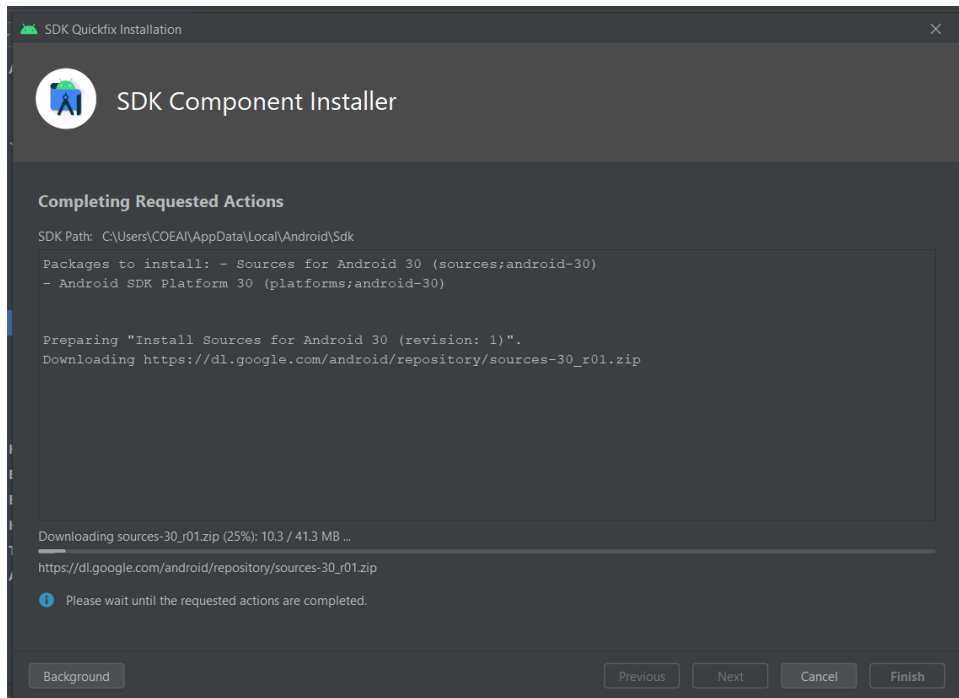 SDK Quickfix Installation
SDK Component Installer
Completing Requested Actions
SDK Path: C:\Users\COEAI\AppData\Local\Android\Sdk
Packages to install: - Sources for Android 30 (sources;android-30)
- Android SDK Platform 30 (platforms;android-30)
Preparing "Install Sources for Android 30 (revision: 1)".
Downloading https://dl.google.com/android/repository/sources-30_r01.zip
Downloading sources-30_r01.zip (25%): 10.3 / 41.3 MB ...
https://dl.google.com/android/repository/sources-30_r01.zip
Please wait until the requested actions are completed.
Background Previous Next Cancel Finish